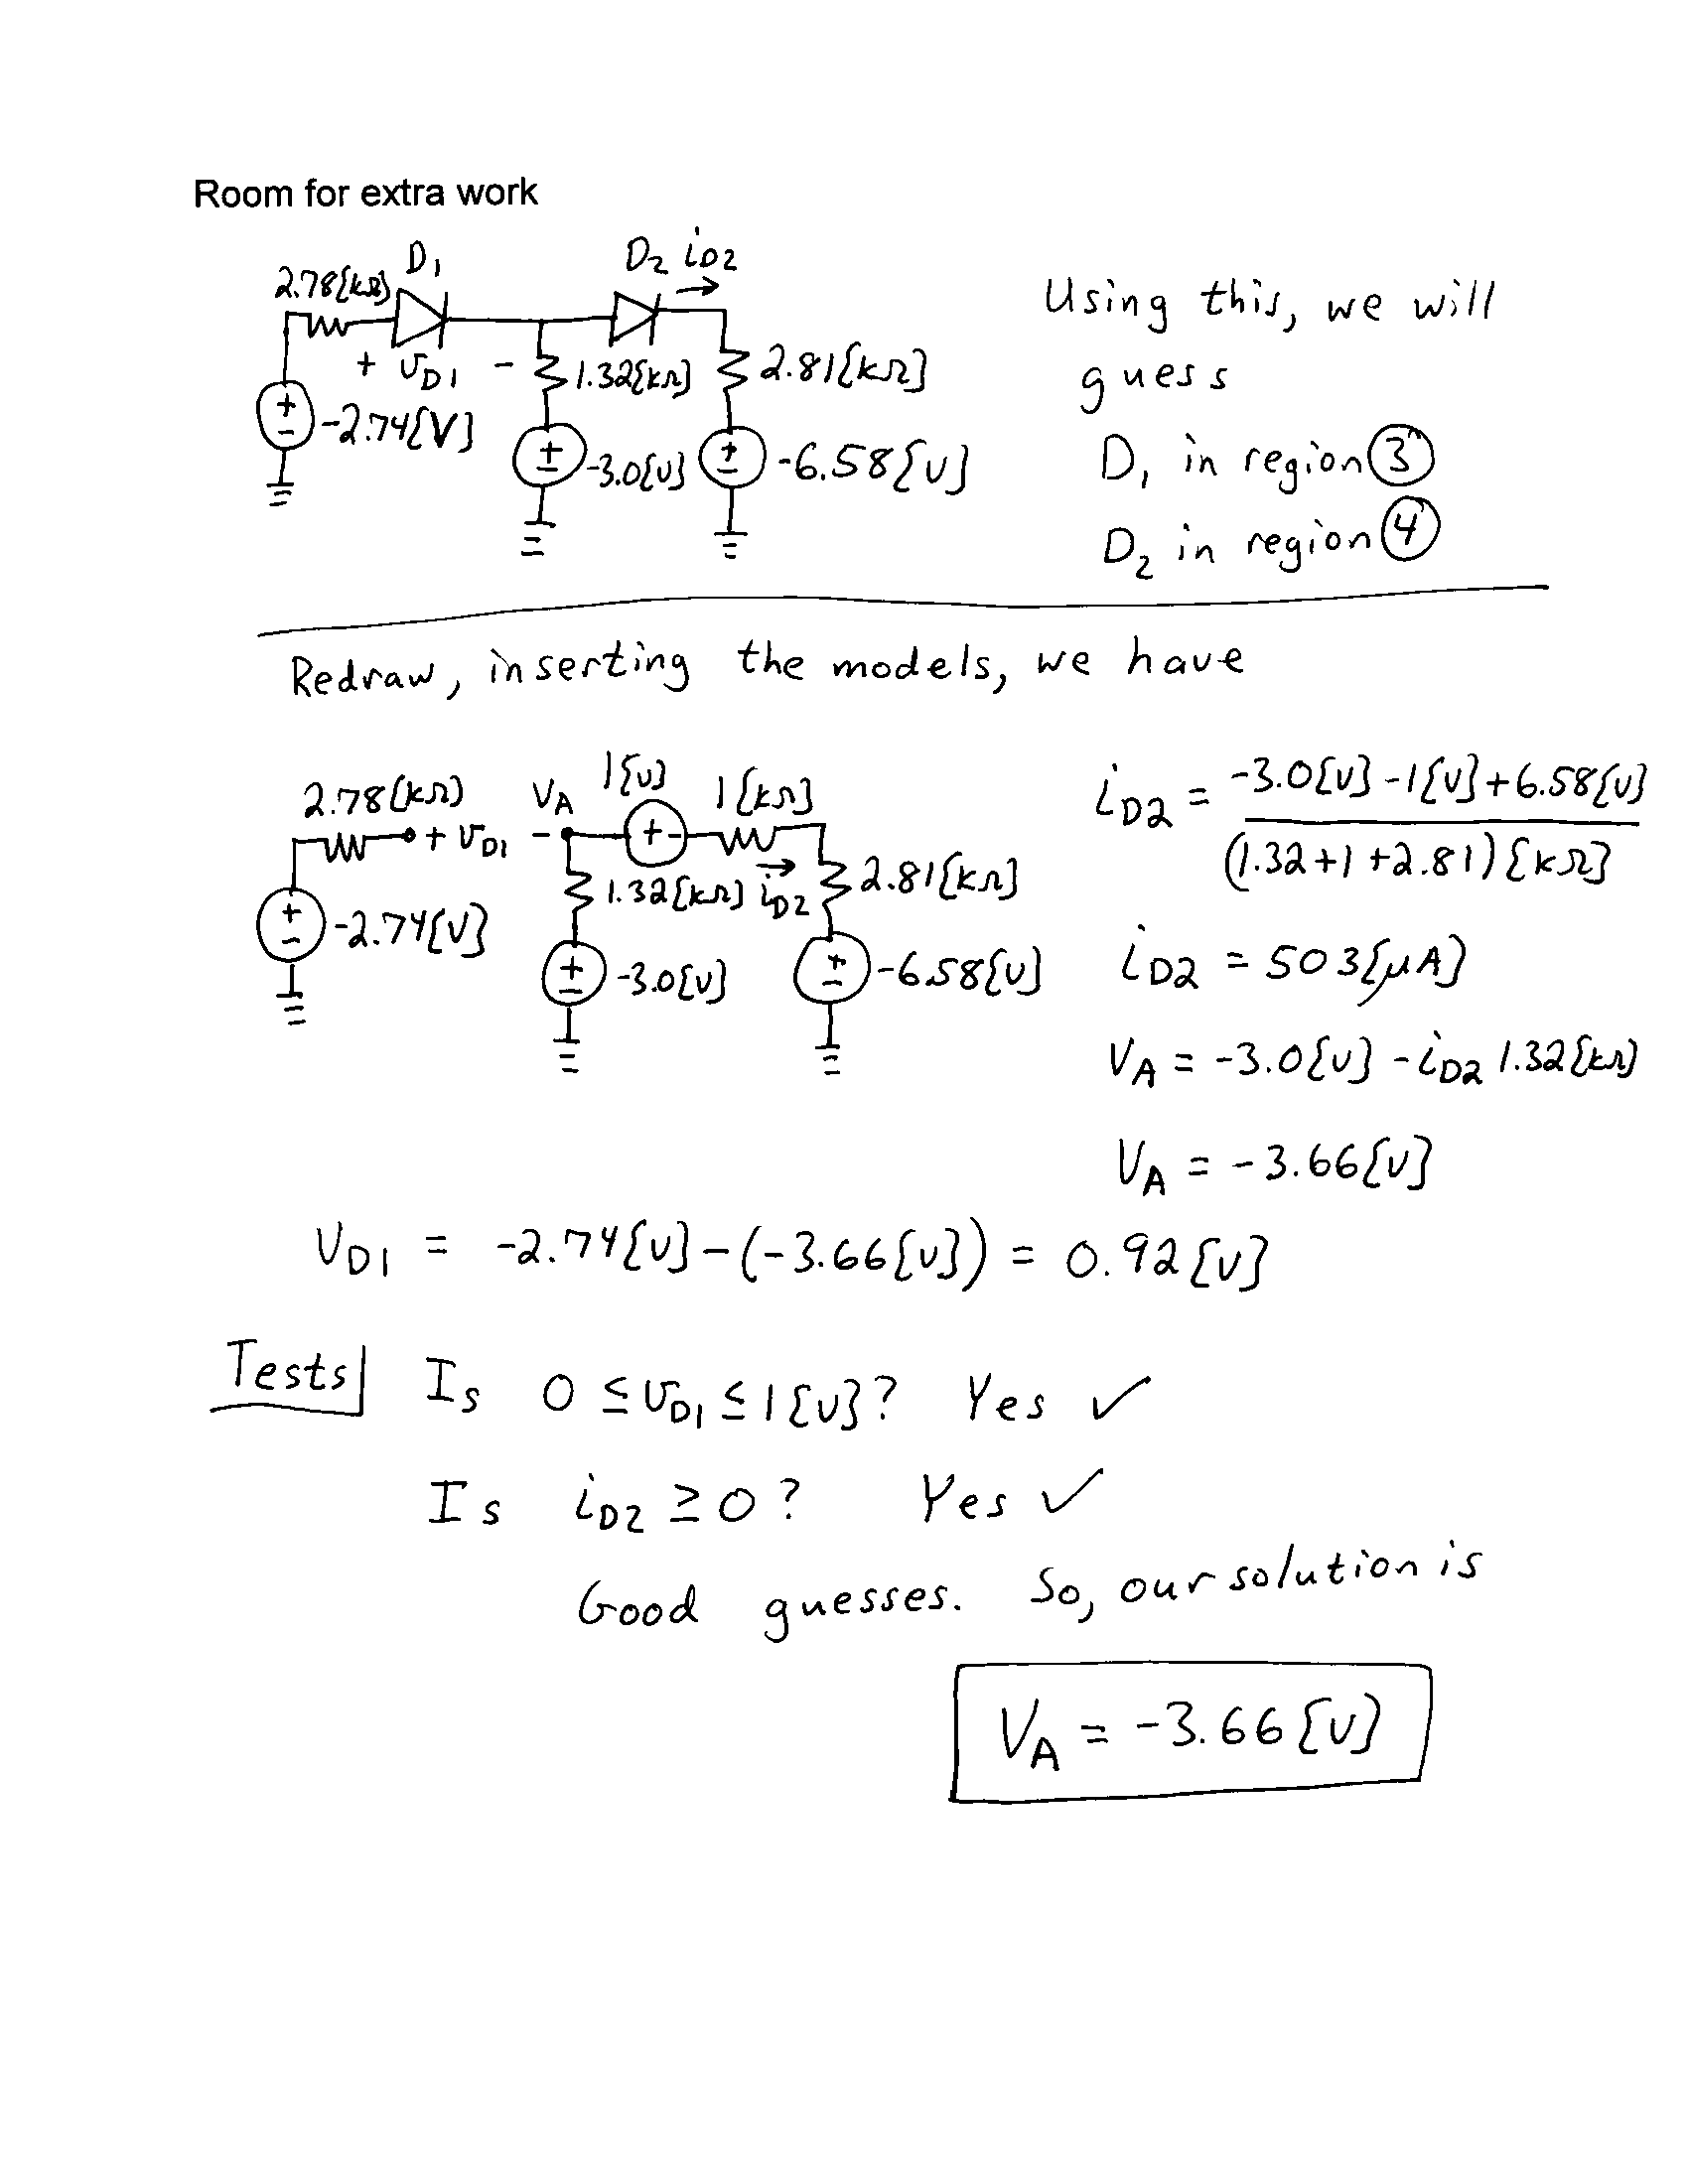 Room for extra work
D1 D2 iD2
2.78[kΩ]
+ vD1 - 1.32[kΩ] 2.81[kΩ]
+ - -2.74[V] + - -3.0[V] + - -6.58[V]
Using this, we will
guess
D1 in region ③
D2 in region ④
Redraw, inserting the models, we have
2.78[kΩ] VA 1[V] 1[kΩ]
+ vD1 - + -
1.32[kΩ] iD2 2.81[kΩ]
+ - -2.74[V] + - -3.0[V] + - -6.58[V]
iD2 = -3.0[V] -1[V] +6.58[V]
(1.32+1+2.81)[kΩ]
iD2 = 503[μA]
VA = -3.0[V] - iD2 1.32[kΩ]
VA = -3.66[V]
vD1 = -2.74[V] - (-3.66[V]) = 0.92[V]
Tests Is 0 ≤ vD1 ≤ 1[V]? Yes ✓
Is iD2 ≥ 0? Yes ✓
Good guesses. So, our solution is
VA = -3.66[V]